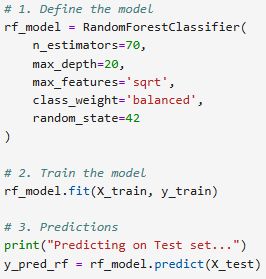 # 1. Define the model
rf_model = RandomForestClassifier(
    n_estimators=70,
    max_depth=20,
    max_features='sqrt',
    class_weight='balanced',
    random_state=42
)

# 2. Train the model
rf_model.fit(X_train, y_train)

# 3. Predictions
print("Predicting on Test set...")
y_pred_rf = rf_model.predict(X_test)